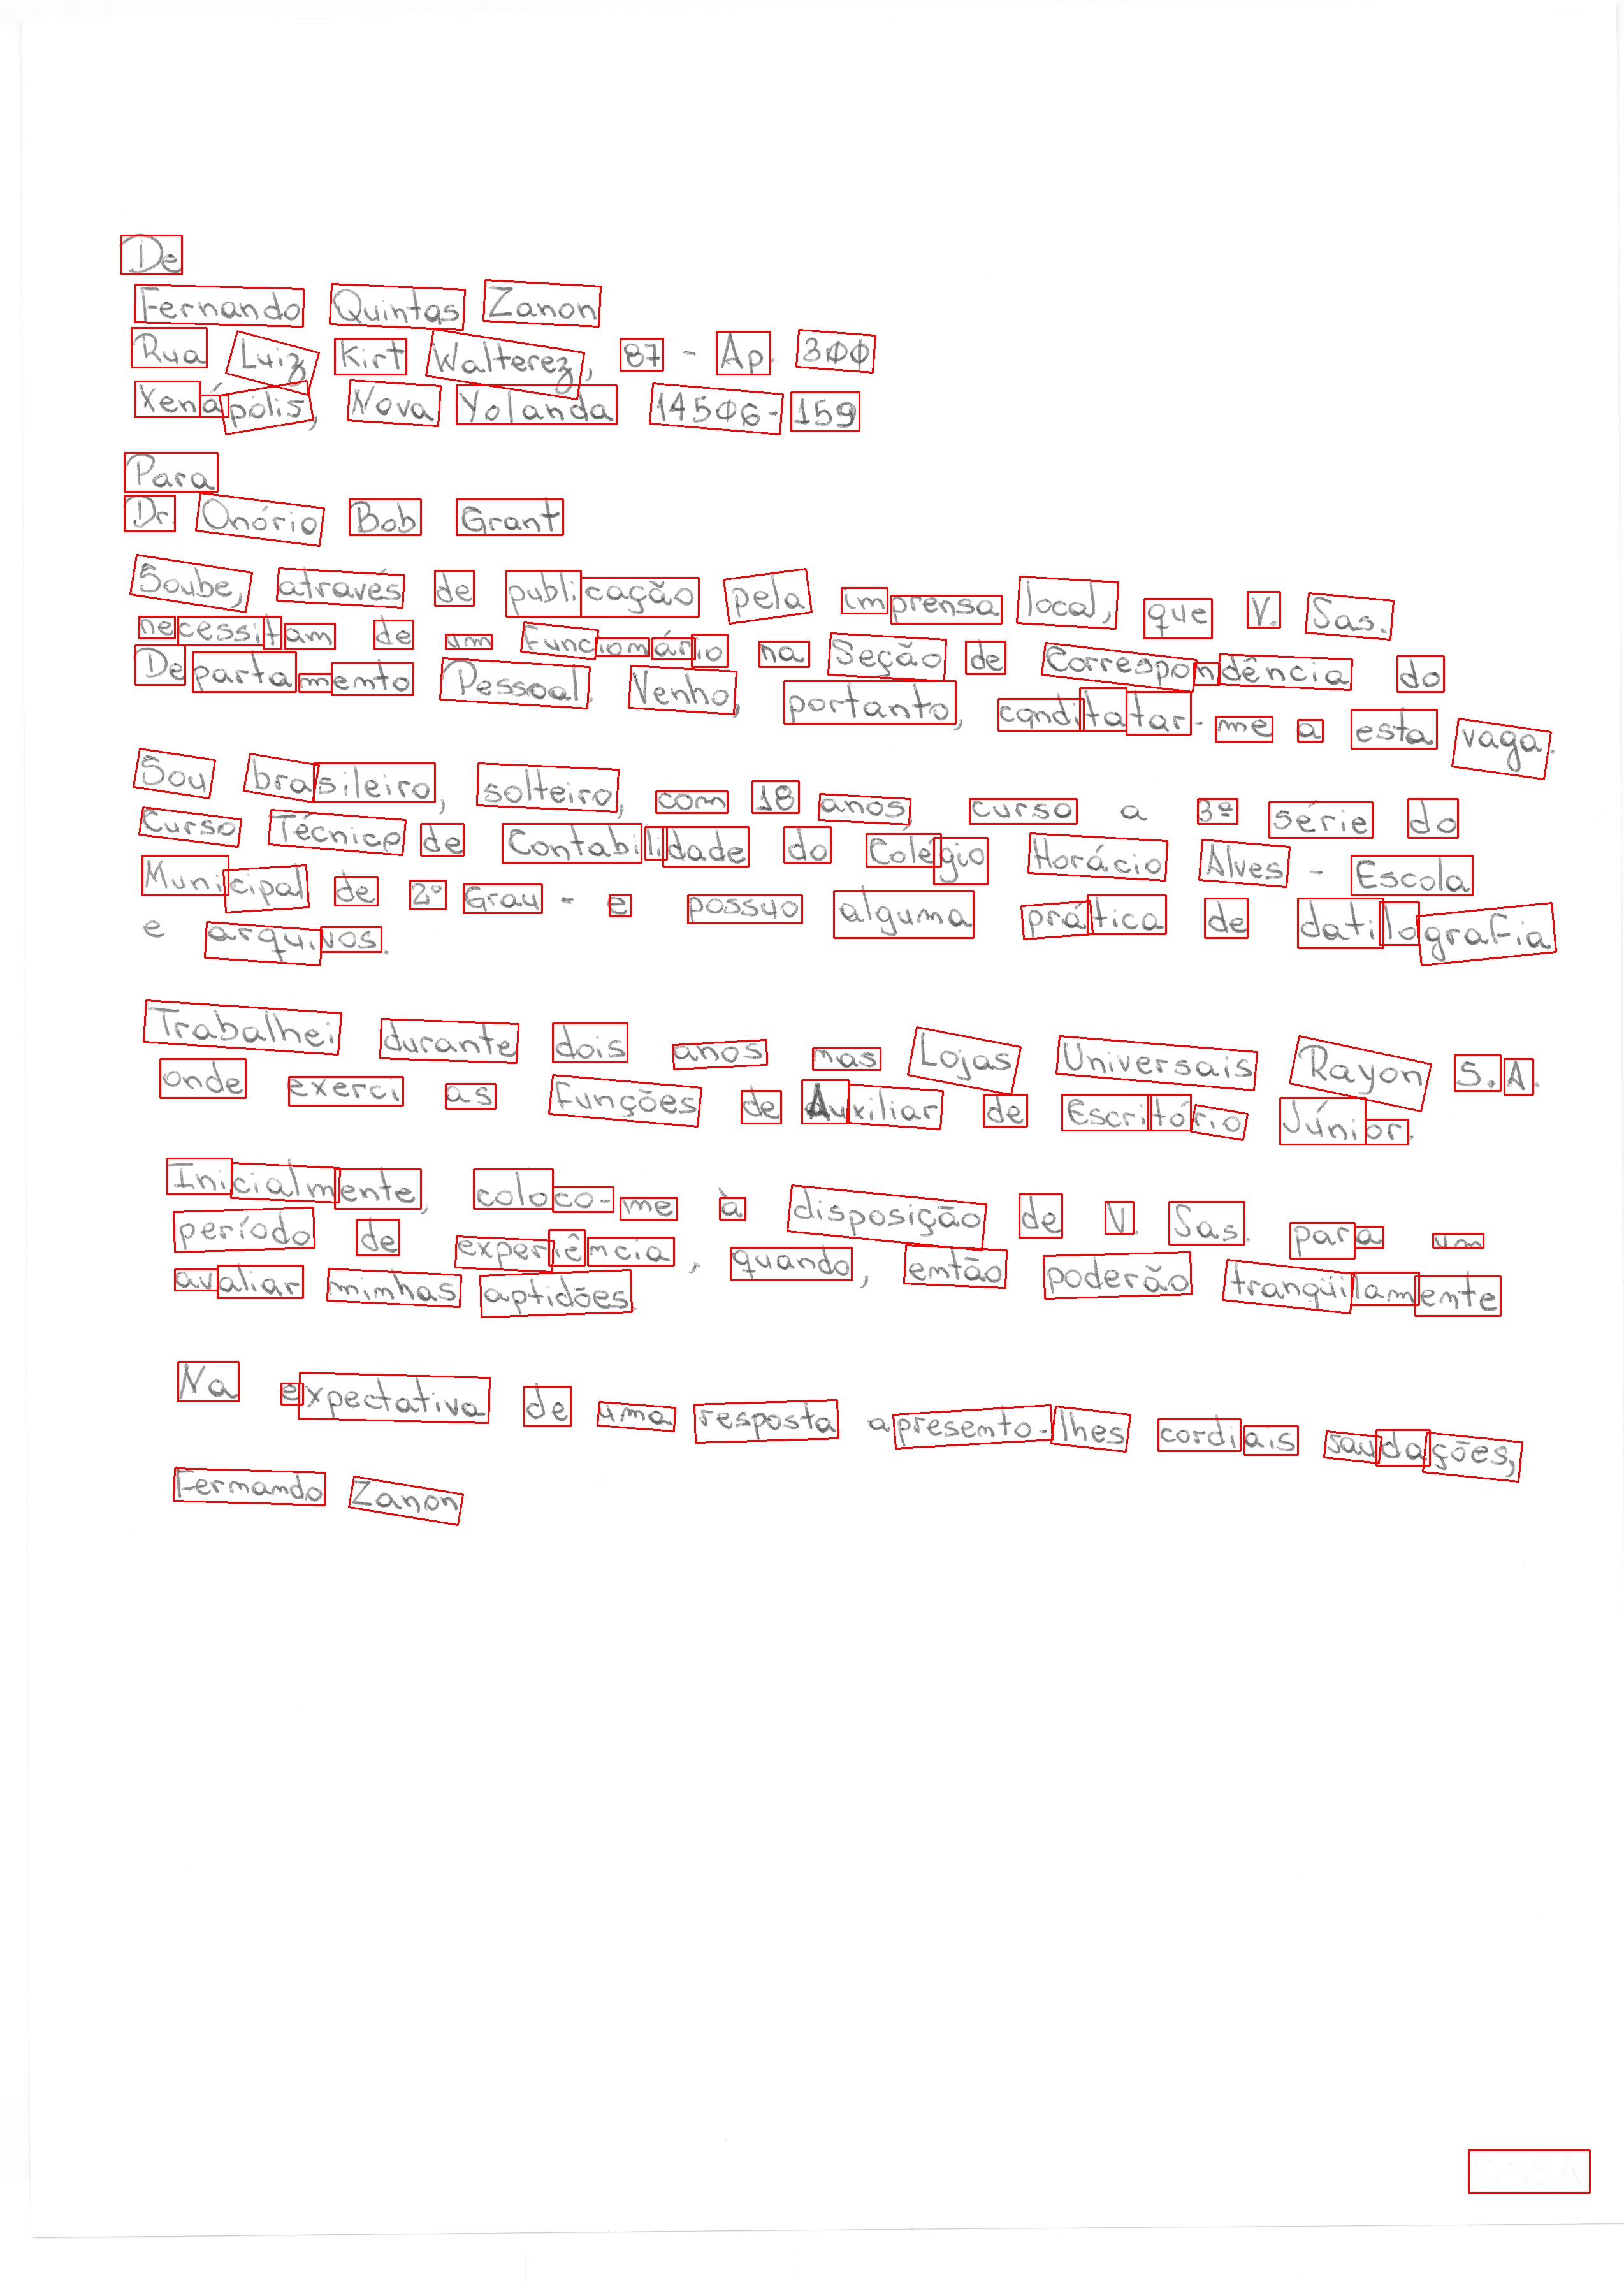 De
Fernando Quintas Zanon
Rua Luiz Kirt Walterez, 87 - Ap. 300
Xenápolis, Nova Yolanda 14506-159
Para
Dr. Onório Bob Grant
Soube, através de publicação pela imprensa local, que V. Sas.
necessitam de um Funcionário na Seção de Correspondência do
Departamento Pessoal. Venho, portanto, canditatar-me a esta vaga.
Sou brasileiro, solteiro, com 18 anos, curso a 3ª série do
Curso Técnico de Contabilidade do Colégio Horácio Alves - Escola
Municipal de 2º Grau - e possuo alguma prática de datilografia
e arquivos.
Trabalhei durante dois anos nas Lojas Universais Rayon S.A.
onde exerci as Funções de Auxiliar de Escritório Júnior.
Inicialmente, coloco-me à disposição de V. Sas. para um
período de experiência, quando, então poderão tranqüilamente
avaliar minhas aptidões.
Na expectativa de uma resposta apresento-lhes cordiais saudações,
Fernando Zanon